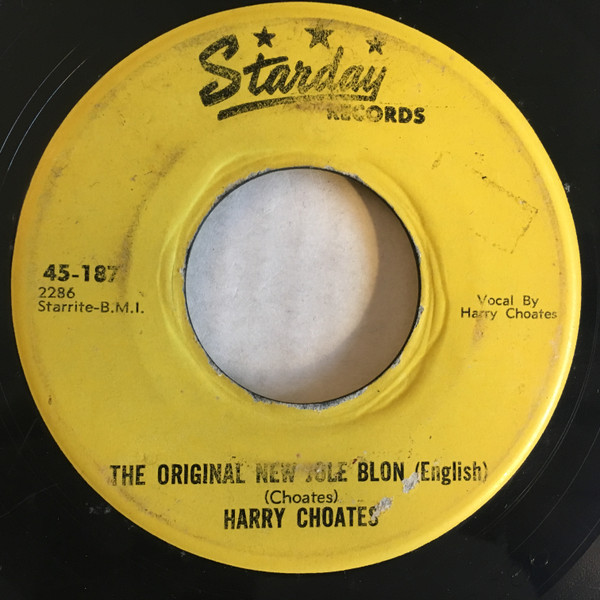 Starday
RECORDS
45-187
2286
Starrite-B.M.I.
Vocal By
Harry Choates
THE ORIGINAL NEW JOLE BLON (English)
(Choates)
HARRY CHOATES